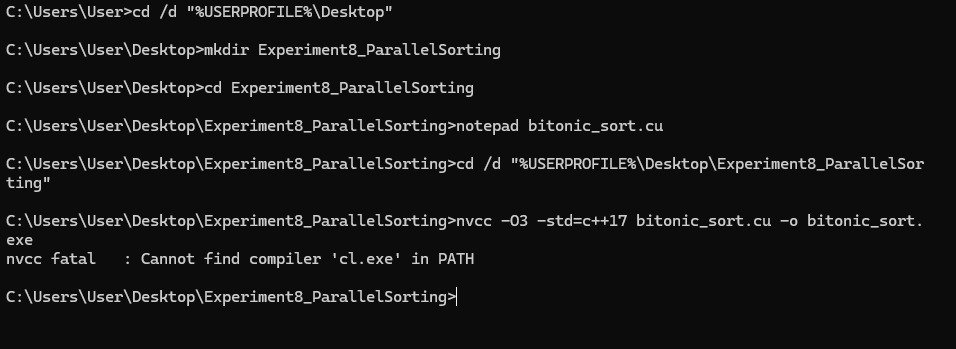 C:\Users\User>cd /d "%USERPROFILE%\Desktop"
C:\Users\User\Desktop>mkdir Experiment8_ParallelSorting
C:\Users\User\Desktop>cd Experiment8_ParallelSorting
C:\Users\User\Desktop\Experiment8_ParallelSorting>notepad bitonic_sort.cu
C:\Users\User\Desktop\Experiment8_ParallelSorting>cd /d "%USERPROFILE%\Desktop\Experiment8_ParallelSor
ting"
C:\Users\User\Desktop\Experiment8_ParallelSorting>nvcc -O3 -std=c++17 bitonic_sort.cu -o bitonic_sort.
exe
nvcc fatal   : Cannot find compiler 'cl.exe' in PATH
C:\Users\User\Desktop\Experiment8_ParallelSorting>